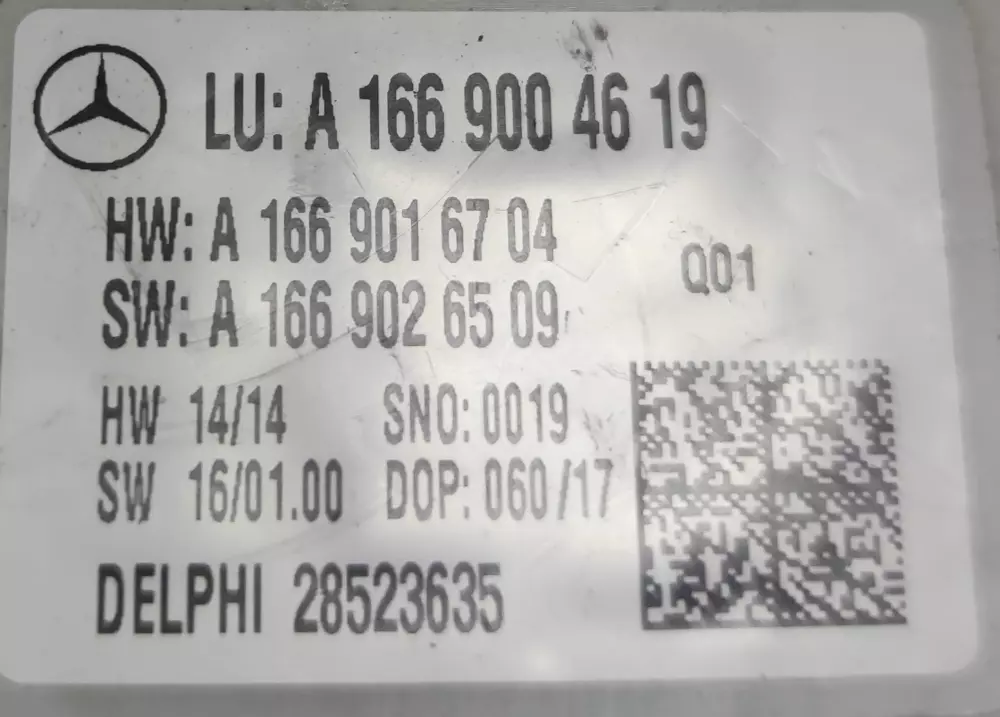 LU: A 166 900 46 19
HW: A 166 901 67 04
SW: A 166 902 65 09
Q01
HW 14/14 SNO: 0019
SW 16/01.00 DOP: 060/17
DELPHI 28523635